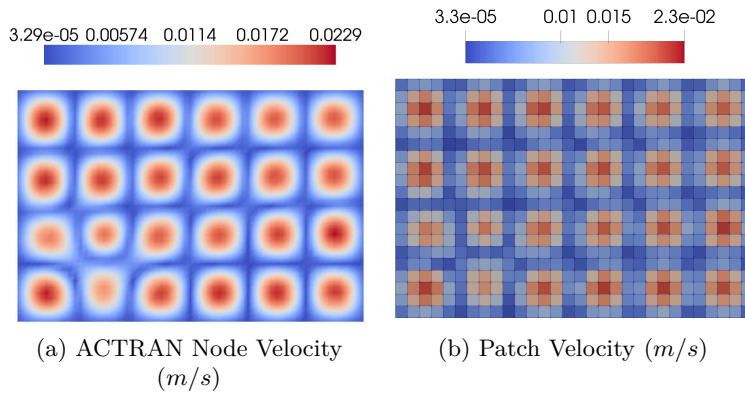 3.29e-05 0.00574 0.0114 0.0172 0.0229
3.3e-05 0.01 0.015 2.3e-02
(a) ACTRAN Node Velocity
(m/s)
(b) Patch Velocity (m/s)